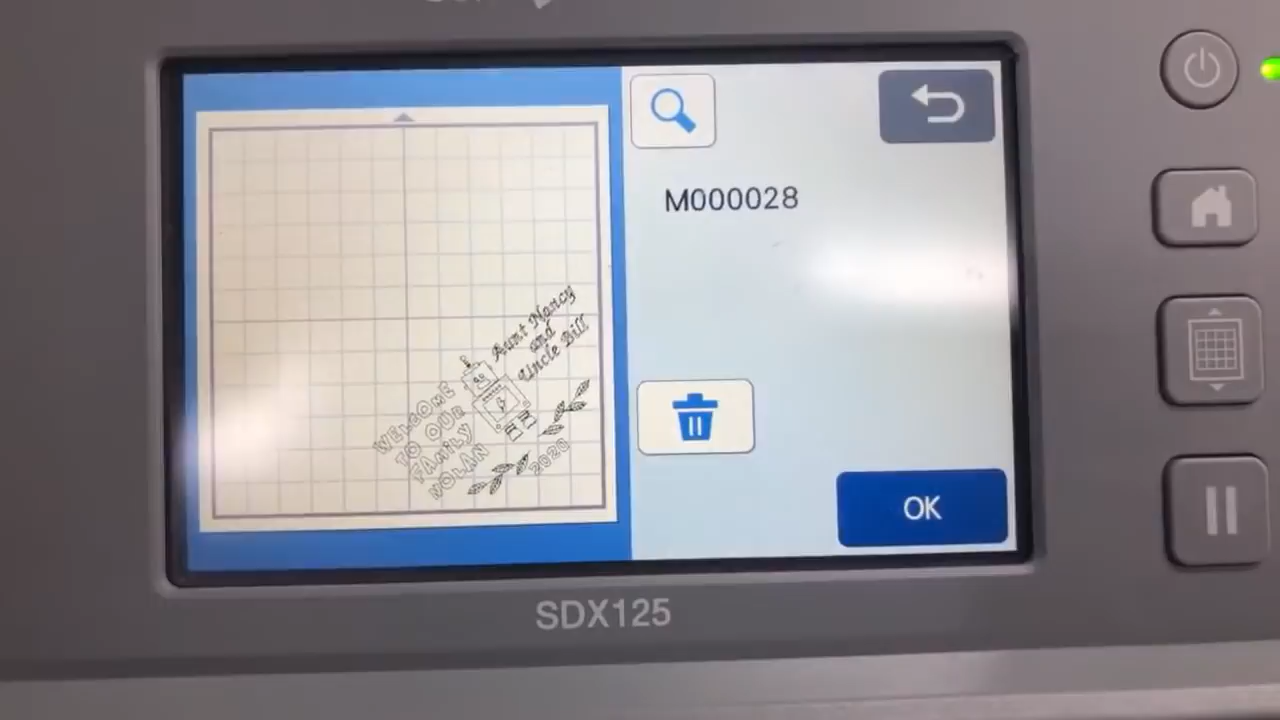 M000028
Aunt Nancy
and
Uncle Bill
WELCOME
TO OUR
FAMILY
NOLAN
2020
OK
SDX125